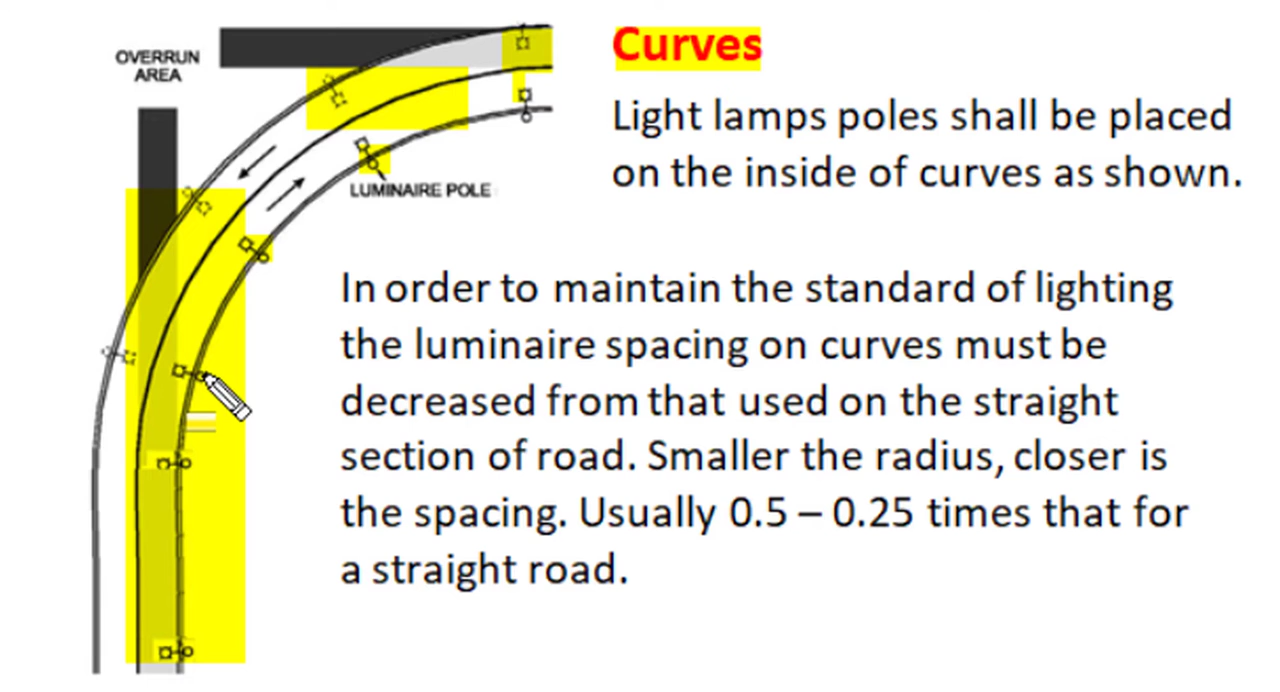 OVERRUN
AREA
LUMINAIRE POLE
Curves
Light lamps poles shall be placed
on the inside of curves as shown.
In order to maintain the standard of lighting
the luminaire spacing on curves must be
decreased from that used on the straight
section of road. Smaller the radius, closer is
the spacing. Usually 0.5 – 0.25 times that for
a straight road.